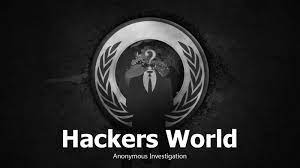 ?
Hackers World
Anonymous Investigation